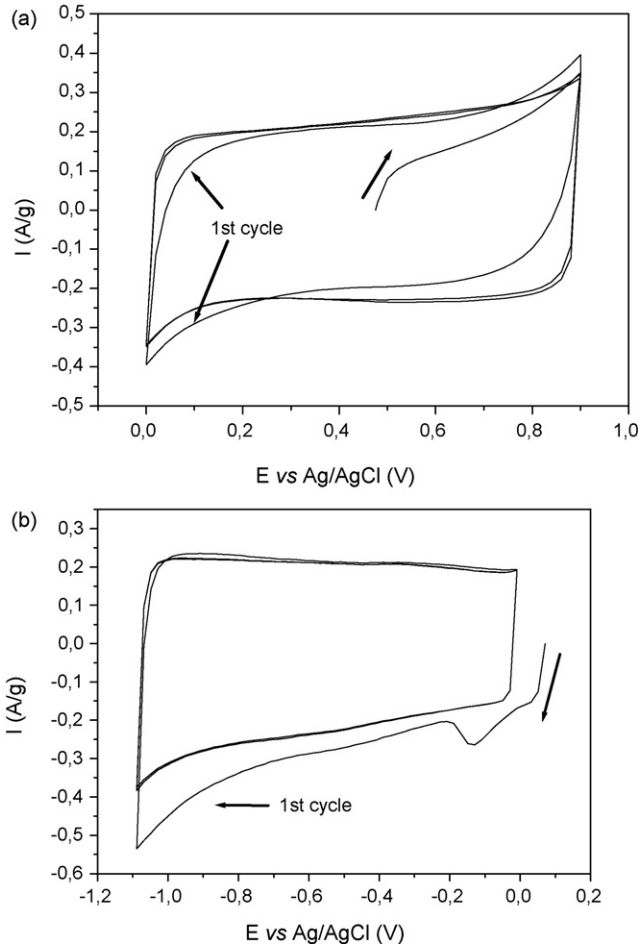 (a)
0,5
0,4
0,3
0,2
0,1
0,0
-0,1
-0,2
-0,3
-0,4
-0,5
I (A/g)
1st cycle
0,0 0,2 0,4 0,6 0,8 1,0
E vs Ag/AgCl (V)
(b)
0,3
0,2
0,1
0,0
-0,1
-0,2
-0,3
-0,4
-0,5
-0,6
I (A/g)
1st cycle
-1,2 -1,0 -0,8 -0,6 -0,4 -0,2 0,0 0,2
E vs Ag/AgCl (V)